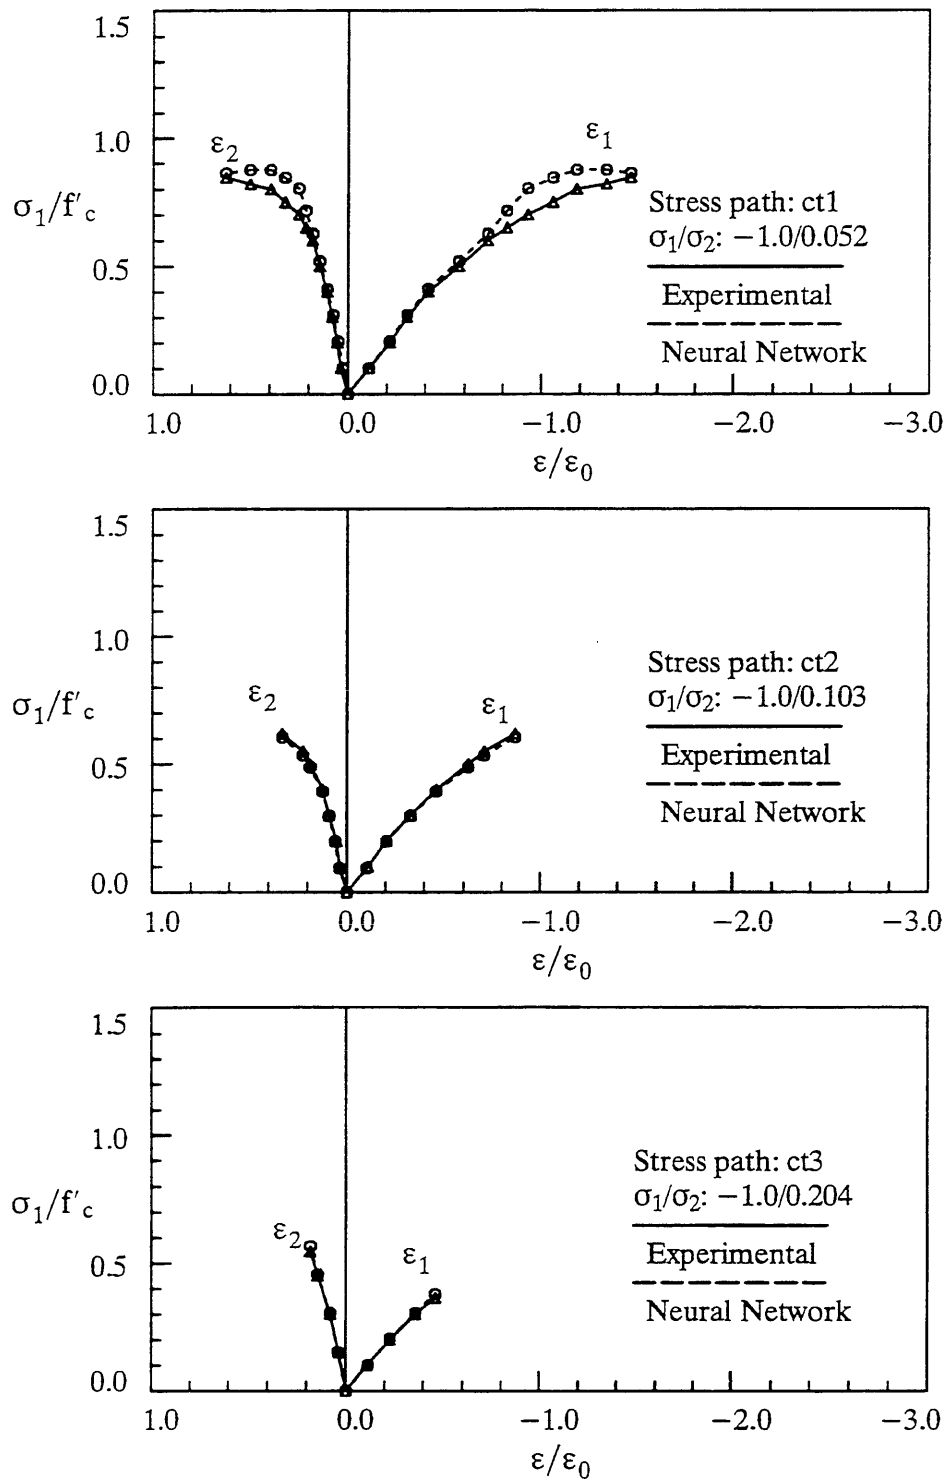 1.5
1.0
ε2
ε1
σ1/f′c
Stress path: ct1
σ1/σ2: −1.0/0.052
0.5
Experimental
Neural Network
0.0
1.0 0.0 −1.0 −2.0 −3.0
ε/ε0
1.5
1.0
Stress path: ct2
ε2
ε1
σ1/f′c
σ1/σ2: −1.0/0.103
0.5
Experimental
Neural Network
0.0
1.0 0.0 −1.0 −2.0 −3.0
ε/ε0
1.5
1.0
Stress path: ct3
σ1/f′c
σ1/σ2: −1.0/0.204
ε2
ε1
0.5
Experimental
Neural Network
0.0
1.0 0.0 −1.0 −2.0 −3.0
ε/ε0